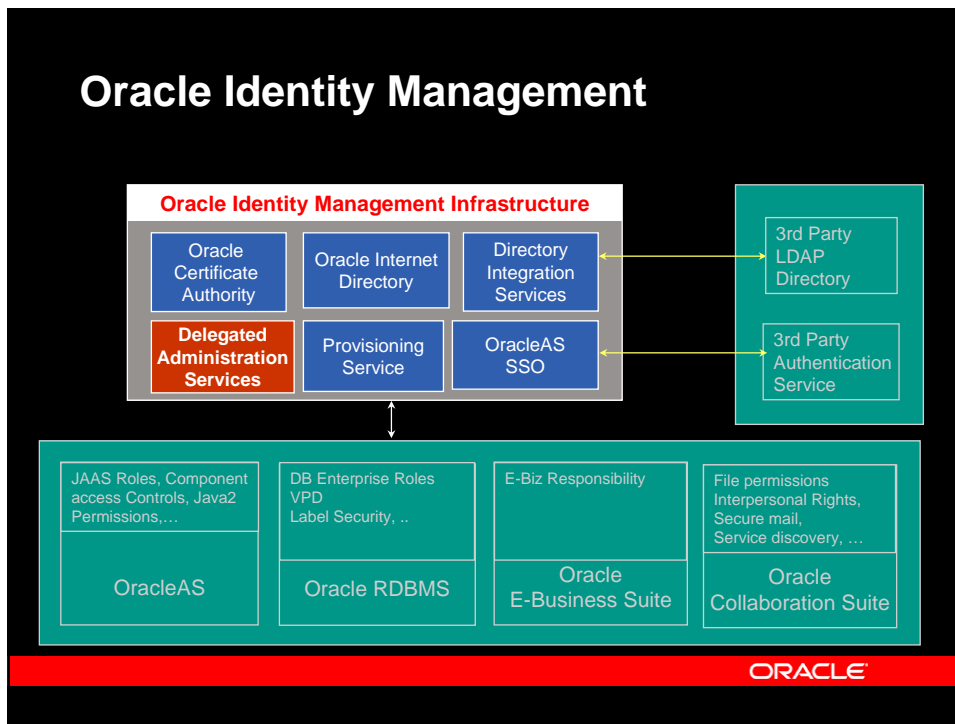 Oracle Identity Management
Oracle Identity Management Infrastructure
Oracle
Certificate
Authority
Oracle Internet
Directory
Directory
Integration
Services
Delegated
Administration
Services
Provisioning
Service
OracleAS
SSO
3rd Party
LDAP
Directory
3rd Party
Authentication
Service
JAAS Roles, Component
access Controls, Java2
Permissions,…
OracleAS
DB Enterprise Roles
VPD
Label Security, ..
Oracle RDBMS
E-Biz Responsibility
Oracle
E-Business Suite
File permissions
Interpersonal Rights,
Secure mail,
Service discovery, …
Oracle
Collaboration Suite
ORACLE